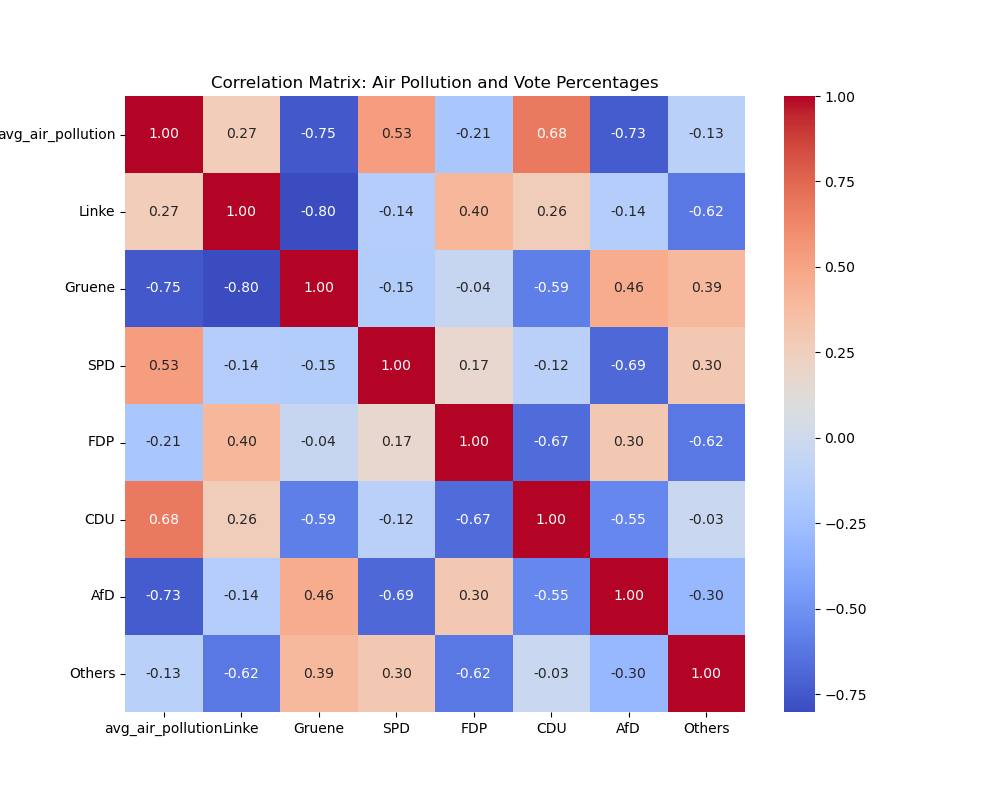 Correlation Matrix: Air Pollution and Vote Percentages
avg_air_pollution 1.00 0.27 -0.75 0.53 -0.21 0.68 -0.73 -0.13
Linke 0.27 1.00 -0.80 -0.14 0.40 0.26 -0.14 -0.62
Gruene -0.75 -0.80 1.00 -0.15 -0.04 -0.59 0.46 0.39
SPD 0.53 -0.14 -0.15 1.00 0.17 -0.12 -0.69 0.30
FDP -0.21 0.40 -0.04 0.17 1.00 -0.67 0.30 -0.62
CDU 0.68 0.26 -0.59 -0.12 -0.67 1.00 -0.55 -0.03
AfD -0.73 -0.14 0.46 -0.69 0.30 -0.55 1.00 -0.30
Others -0.13 -0.62 0.39 0.30 -0.62 -0.03 -0.30 1.00
avg_air_pollution Linke Gruene SPD FDP CDU AfD Others
1.00
0.75
0.50
0.25
0.00
−0.25
−0.50
−0.75